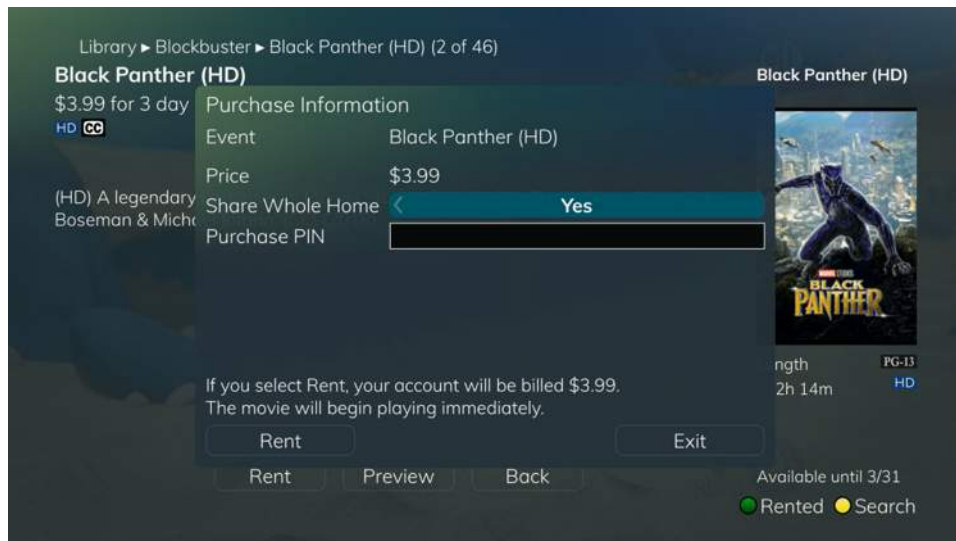 Library ▸ Blockbuster ▸ Black Panther (HD) (2 of 46)
Black Panther (HD)
Black Panther (HD)
$3.99 for 3 day
HD CC
(HD) A legendary
Boseman & Micha
Purchase Information
Event Black Panther (HD)
Price $3.99
Share Whole Home Yes
Purchase PIN
If you select Rent, your account will be billed $3.99.
The movie will begin playing immediately.
Rent Exit
MARVEL STUDIOS
BLACK
PANTHER
ngth PG-13
2h 14m HD
Rent Preview Back
Available until 3/31
Rented Search